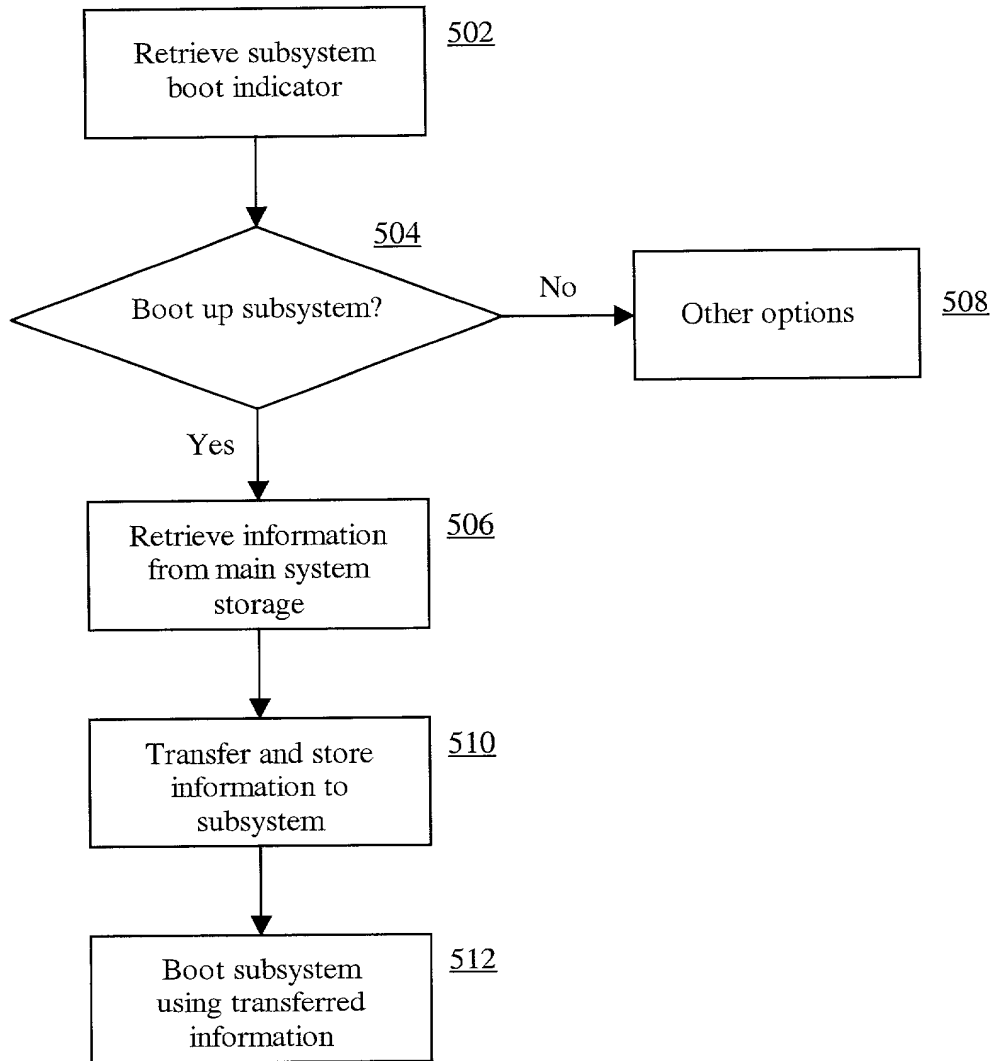 Retrieve subsystem
boot indicator
502
504
Boot up subsystem?
No
Other options
508
Yes
Retrieve information
from main system
storage
506
Transfer and store
information to
subsystem
510
Boot subsystem
using transferred
information
512